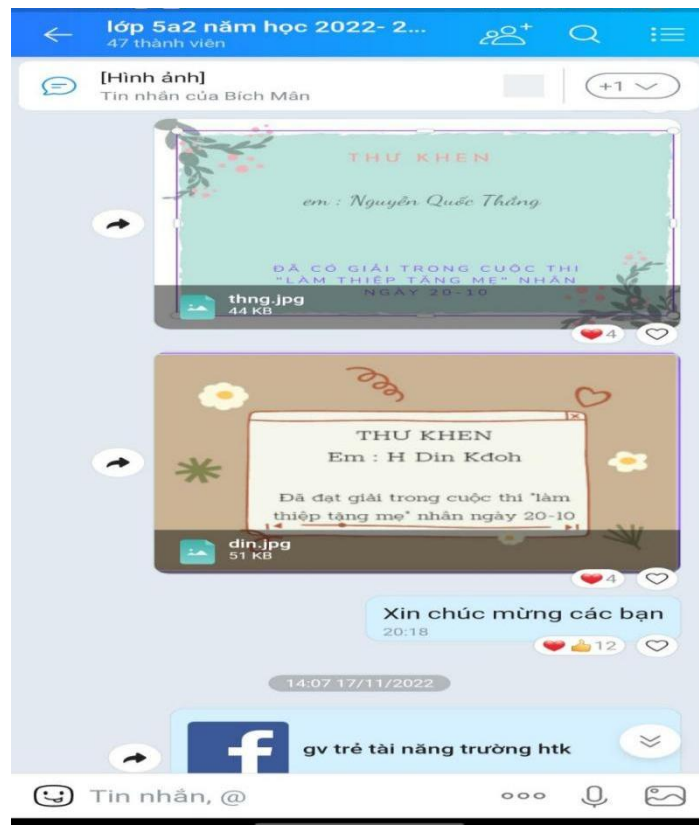 lớp 5a2 năm học 2022- 2...
47 thành viên
[Hình ảnh]
Tin nhắn của Bích Mân
+1
THƯ KHEN
em : Nguyễn Quốc Thắng
ĐÃ CÓ GIẢI TRONG CUỘC THI
"LÀM THIỆP TẶNG MẸ" NHÂN
NGÀY 20-10
thng.jpg
44 KB
4
THƯ KHEN
Em : H Din Kđoh
Đã đạt giải trong cuộc thi "làm
thiệp tặng mẹ" nhân ngày 20-10
din.jpg
51 KB
4
Xin chúc mừng các bạn
20:18
12
14:07 17/11/2022
f
gv trẻ tài năng trường htk
Tin nhắn, @